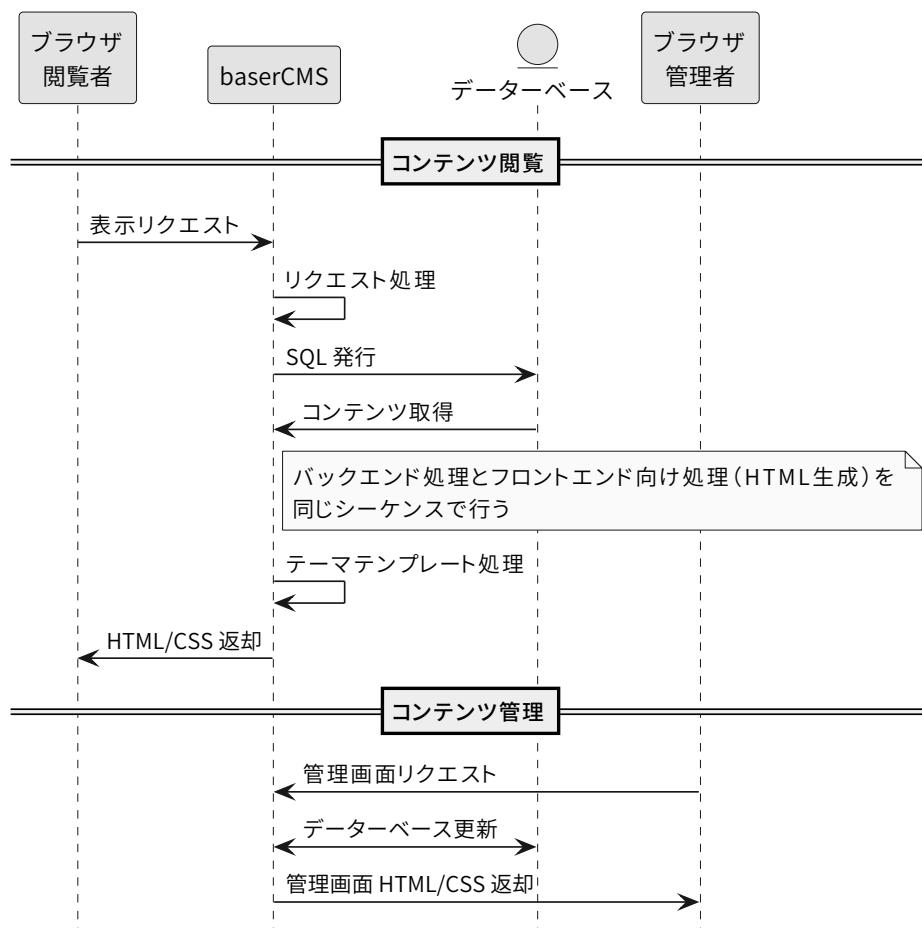 ブラウザ
閲覧者
baserCMS
データーベース
ブラウザ
管理者
コンテンツ閲覧
表示リクエスト
リクエスト処理
SQL 発行
コンテンツ取得
バックエンド処理とフロントエンド向け処理(HTML生成)を
同じシーケンスで行う
テーマテンプレート処理
HTML/CSS 返却
コンテンツ管理
管理画面リクエスト
データーベース更新
管理画面 HTML/CSS 返却